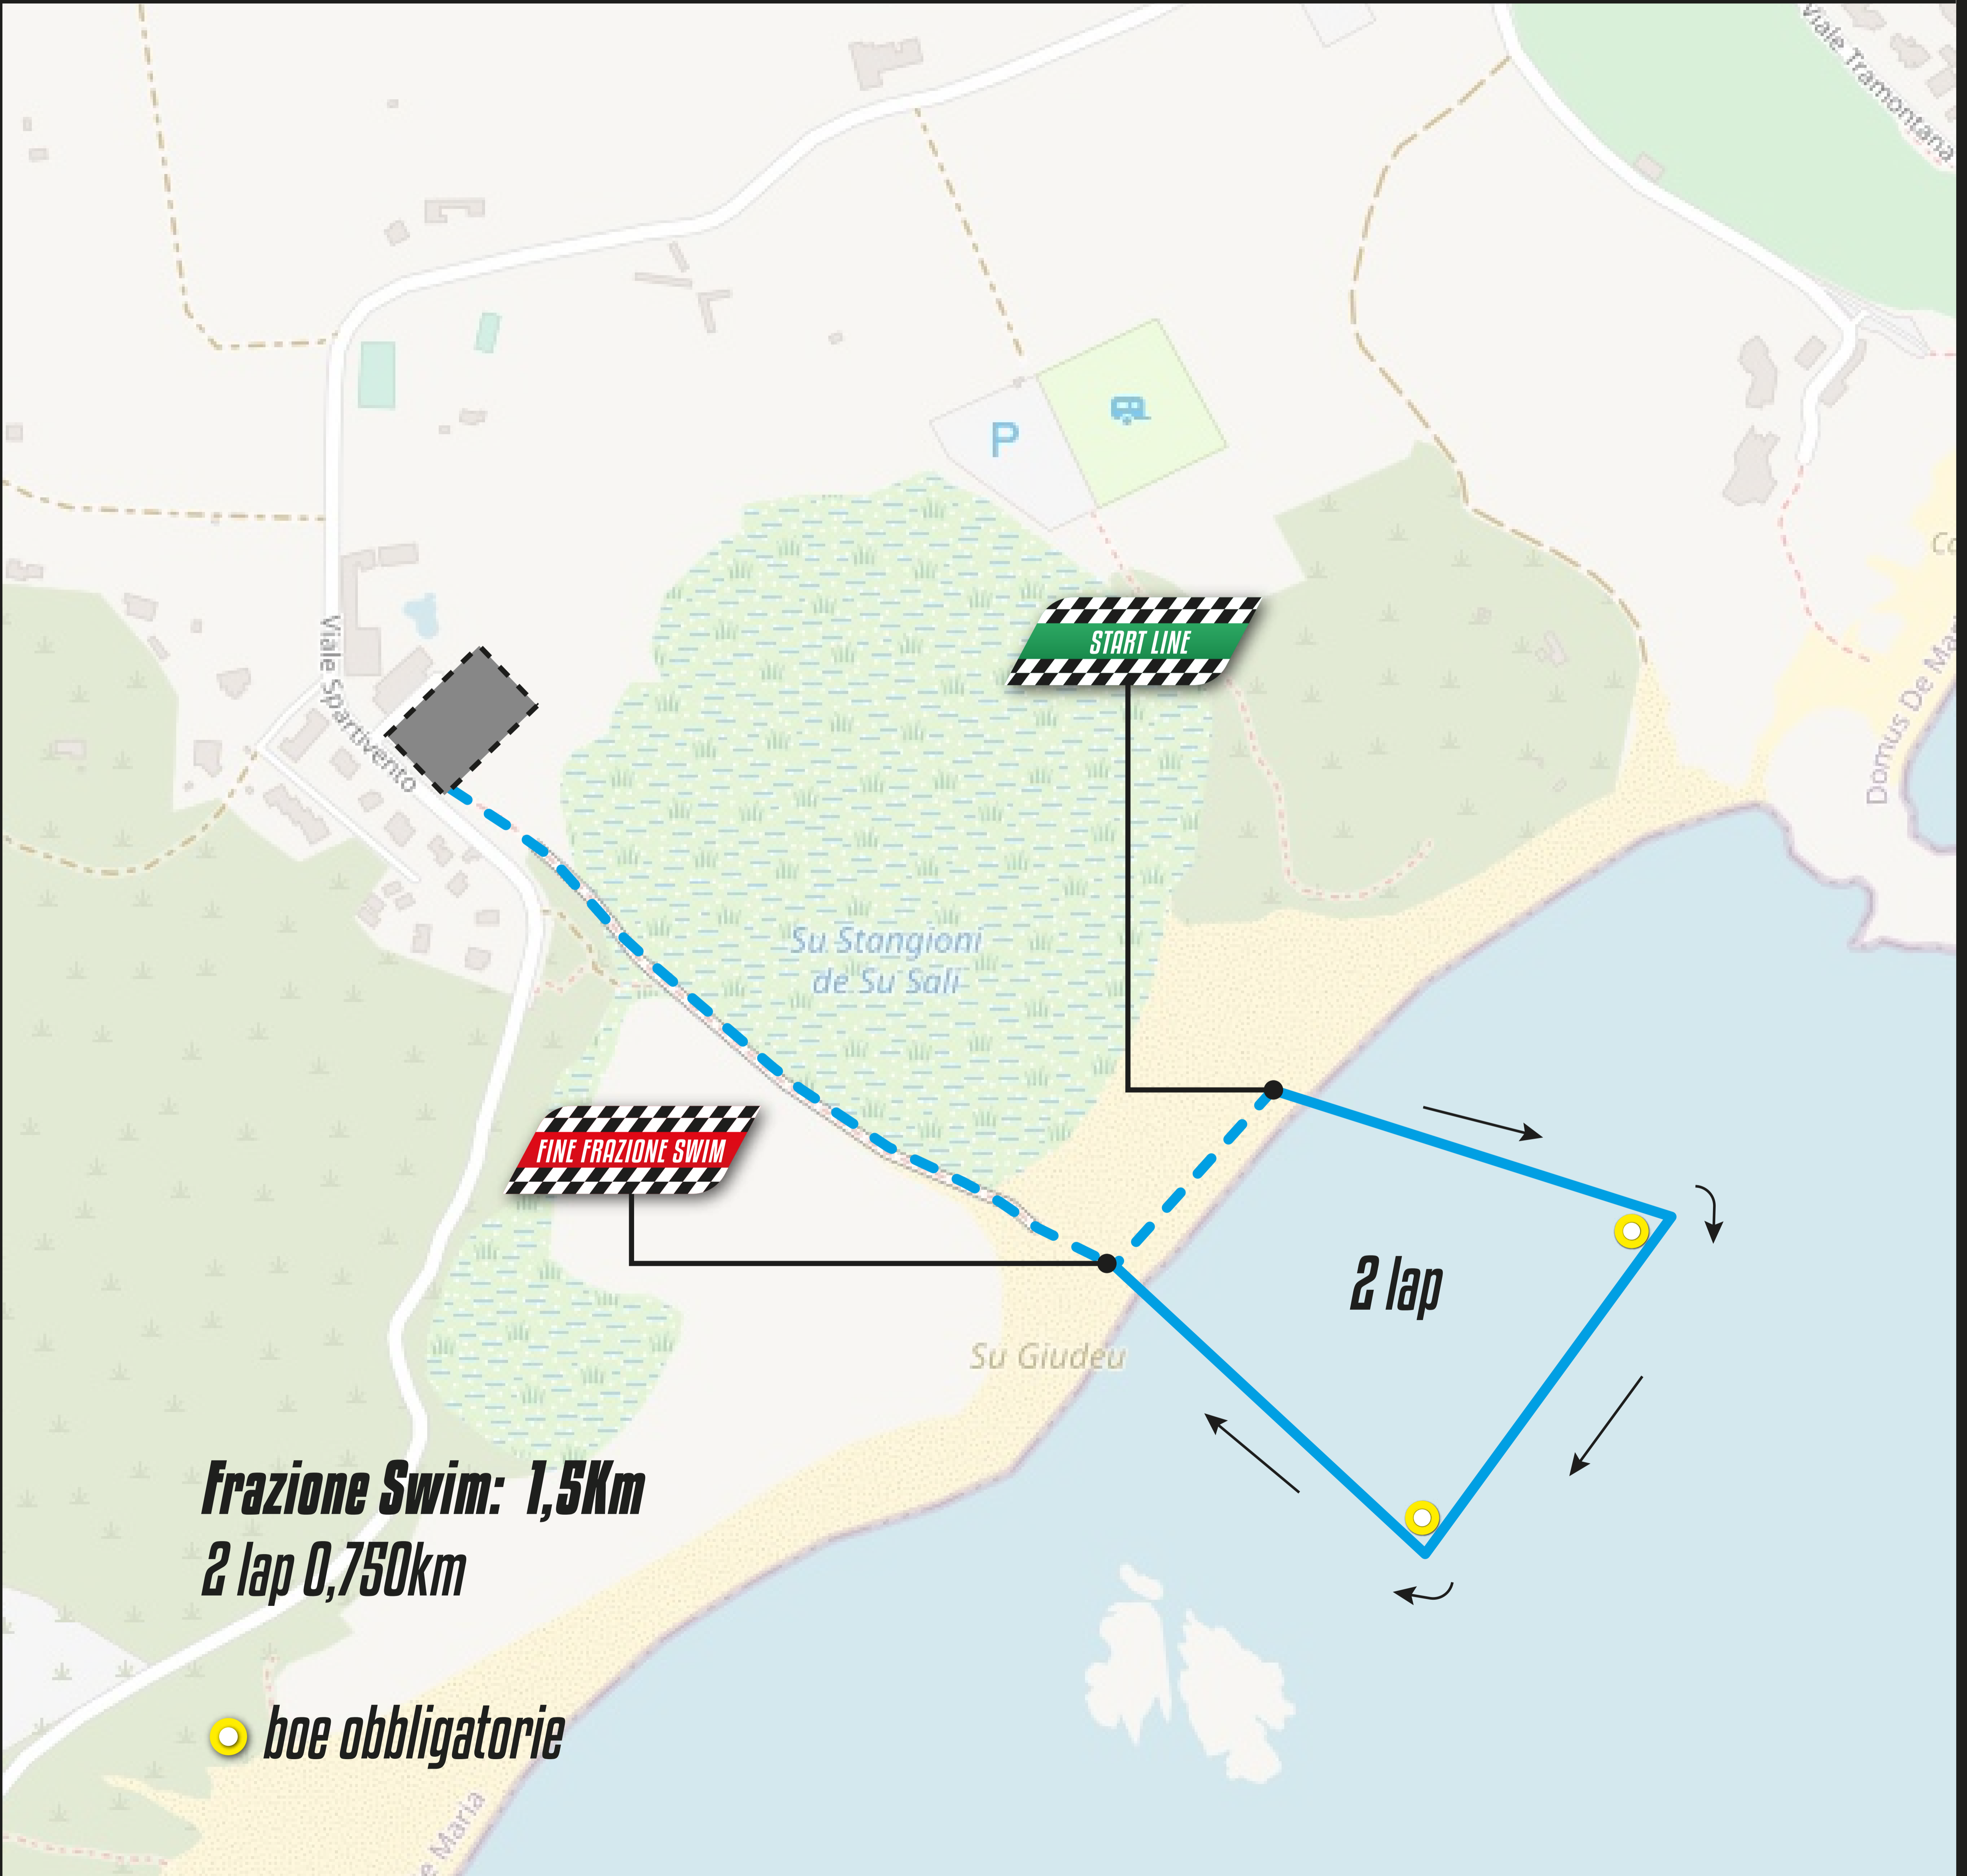 Viale Tramontana
P
START LINE
Viale Spartivento
Domus De Ma
Su Stangioni
de Su Sali
FINE FRAZIONE SWIM
2 lap
Su Giudeu
Frazione Swim: 1,5Km
2 lap 0,750km
boe obbligatorie
e Maria